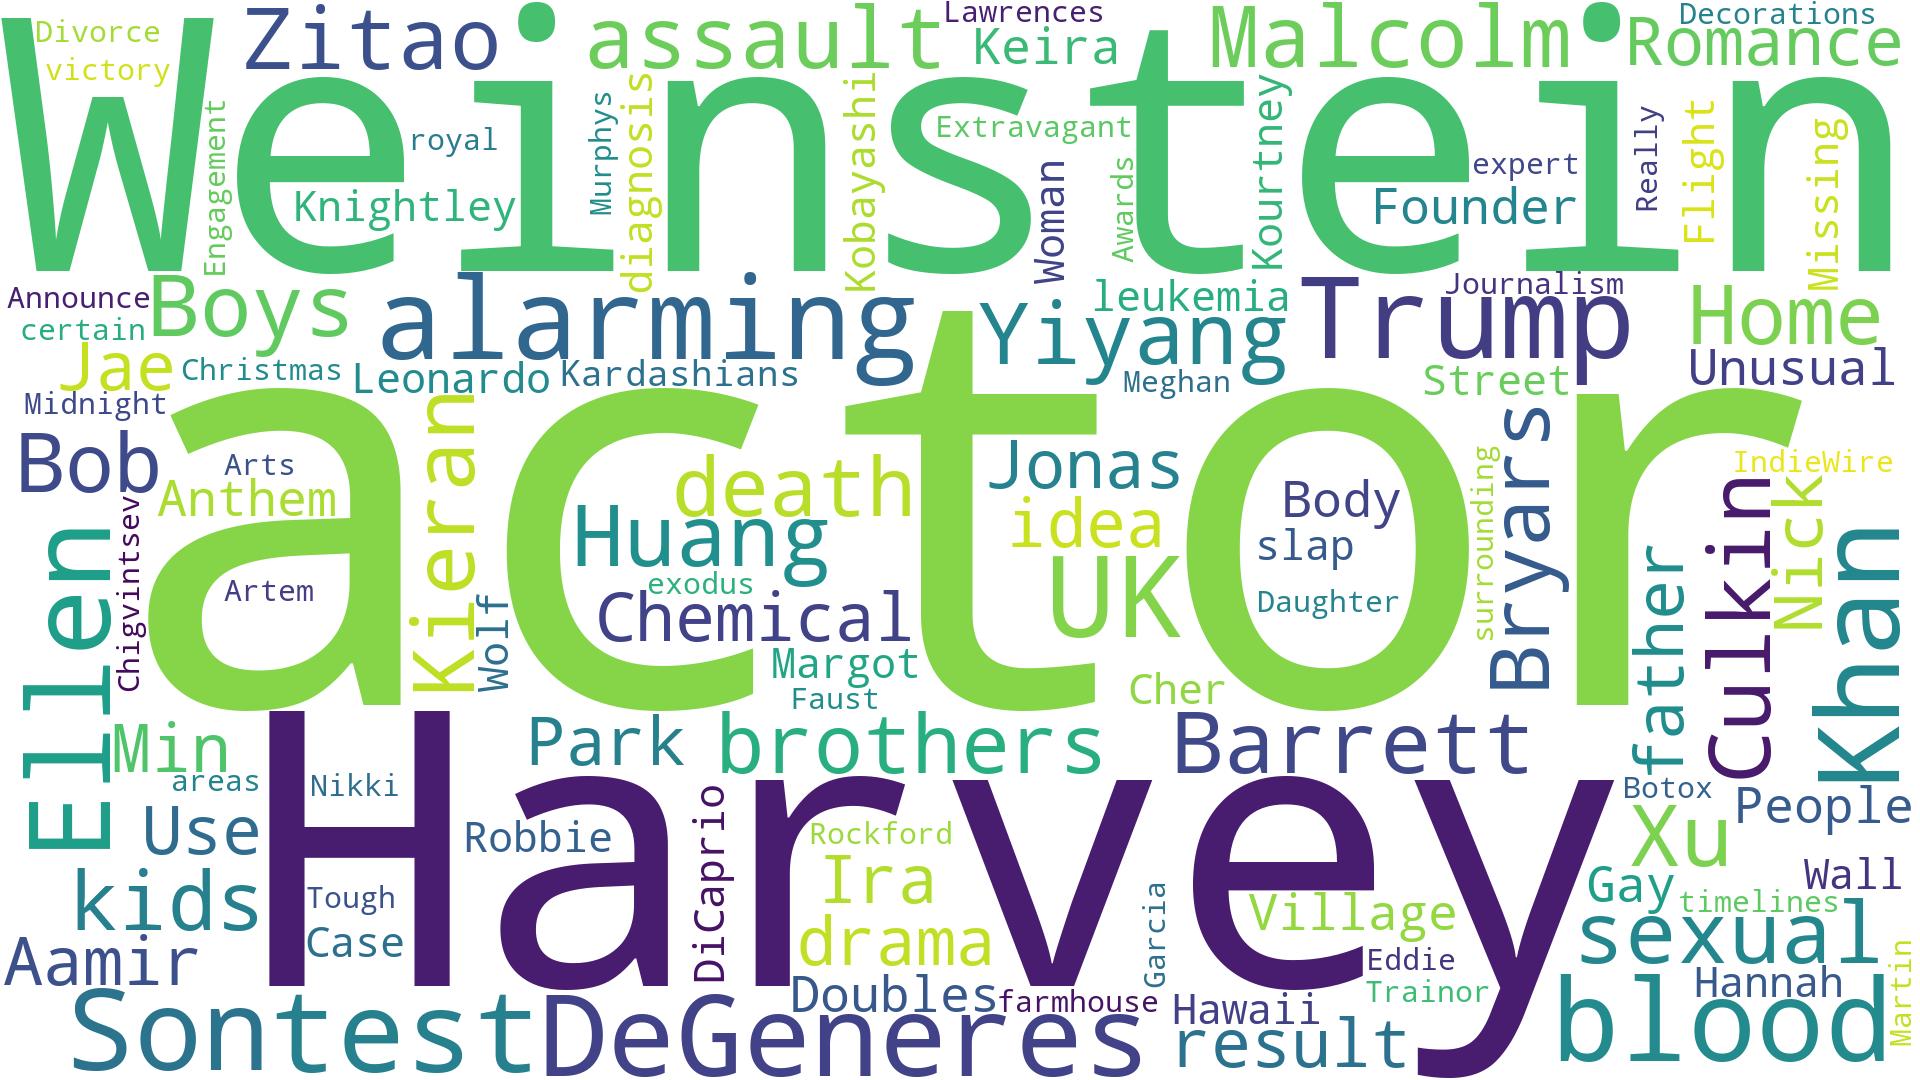 Weinstein
Divorce
victory
Zitao
assault
Lawrences
Keira
Malcolm
Decorations
Romance
Engagement
royal
Knightley
Murphys
diagnosis
Kobayashi
Extravagant
Woman
Awards
Kourtney
expert
Founder
Really
Flight
Missing
Announce
certain
Boys
alarming
Yiyang
leukemia
Trump
Journalism
Home
Unusual
Jae
Christmas
Leonardo
Kardashians
Meghan
Street
Midnight
actor
Bob
Arts
Anthem
Chigvintsev
Artem
Kieran
Wolf
death
Huang
exodus
Chemical
Margot
Faust
Jonas
idea
UK
Cher
Body
slap
Daughter
surrounding
Bryars
father
Culkin
IndieWire
Nick
Khan
Ellen
Min
areas
Park
brothers
Barrett
Harvey
Nikki
Use
Robbie
DiCaprio
Rockford
Ira
drama
Botox
People
Xu
kids
Tough
Case
Garcia
Village
Gay
Wall
timelines
sexual
Aamir
Doubles
farmhouse
Hawaii
Eddie
Trainor
Hannah
Martin
Sontest
DeGeneres
result
blood